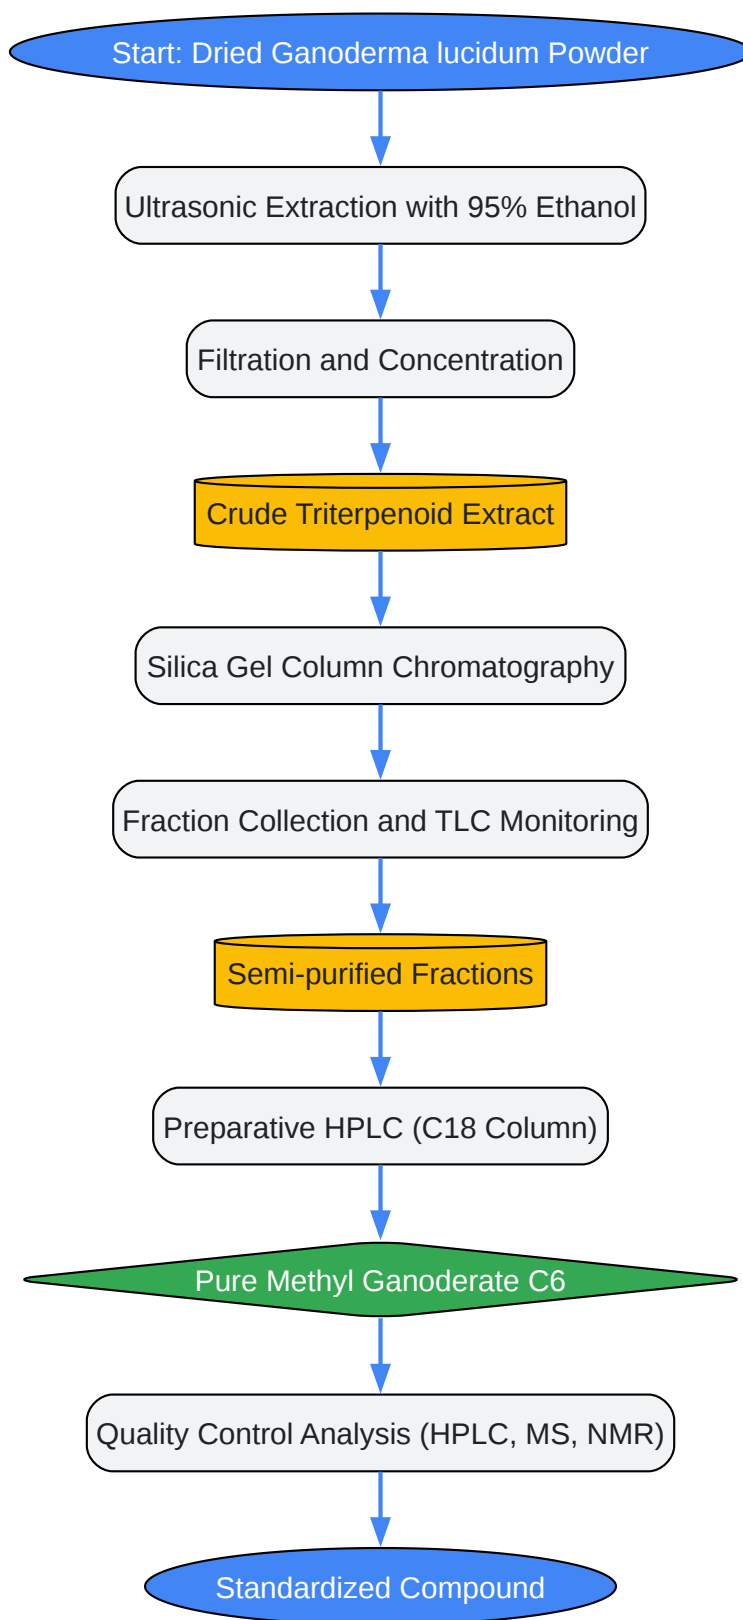 Start: Dried Ganoderma lucidum Powder
Ultrasonic Extraction with 95% Ethanol
Filtration and Concentration
Crude Triterpenoid Extract
Silica Gel Column Chromatography
Fraction Collection and TLC Monitoring
Semi-purified Fractions
Preparative HPLC (C18 Column)
Pure Methyl Ganoderate C6
Quality Control Analysis (HPLC, MS, NMR)
Standardized Compound